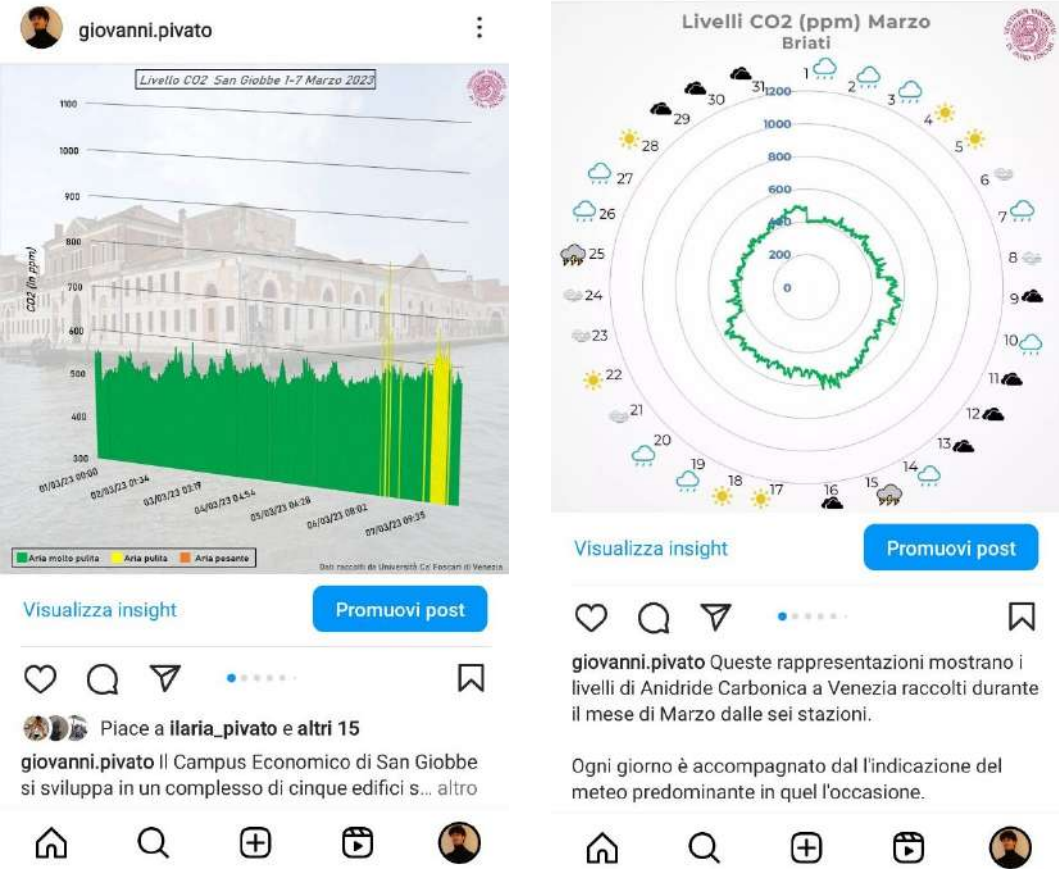 giovanni.pivato
Livello CO2 San Giobbe 1-7 Marzo 2023
1100
1000
900
800
700
600
500
400
300
CO2 (in ppm)
01/03/23 00:00
02/03/23 01:34
03/03/23 03:19
04/03/23 04:54
05/03/23 06:28
06/03/23 08:02
07/03/23 09:35
Aria molto pulita Aria pulita Aria pesante
Dati raccolti da Università Ca' Foscari di Venezia
Visualizza insight
Promuovi post
Piace a ilaria_pivato e altri 15
giovanni.pivato Il Campus Economico di San Giobbe
si sviluppa in un complesso di cinque edifici s... altro
Livelli CO2 (ppm) Marzo
Briati
1
2
3
4
5
6
7
8
9
10
11
12
13
14
15
16
17
18
19
20
21
22
23
24
25
26
27
28
29
30
31
1200
1000
800
600
400
200
0
Visualizza insight
Promuovi post
giovanni.pivato Queste rappresentazioni mostrano i
livelli di Anidride Carbonica a Venezia raccolti durante
il mese di Marzo dalle sei stazioni.
Ogni giorno è accompagnato dal l'indicazione del
meteo predominante in quel l'occasione.